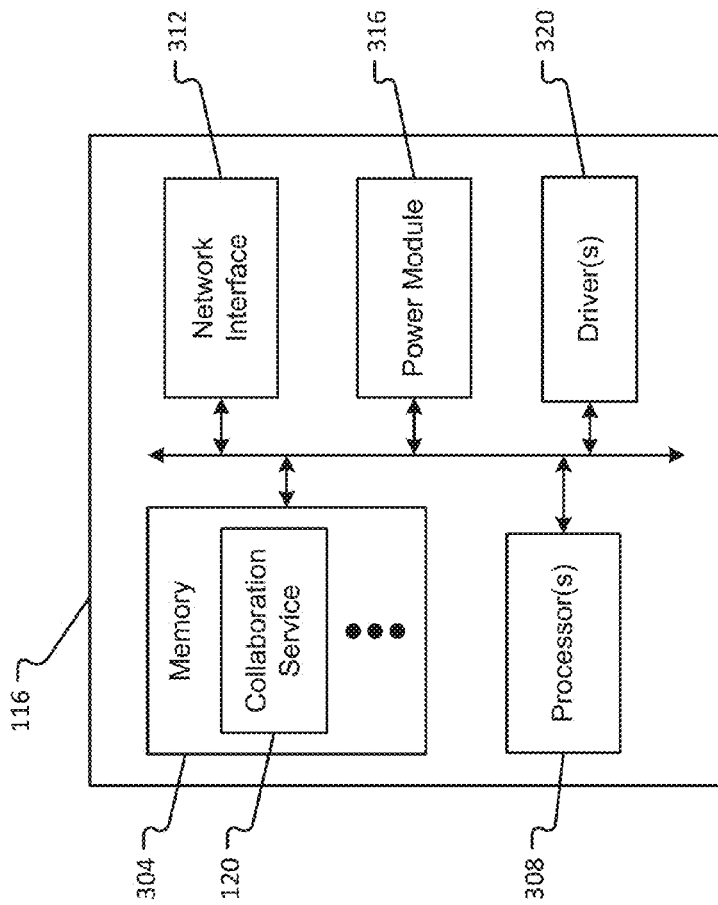 116
304
Memory
120
Collaboration
Service
308
Processor(s)
Network
Interface
312
Power Module
316
Driver(s)
320